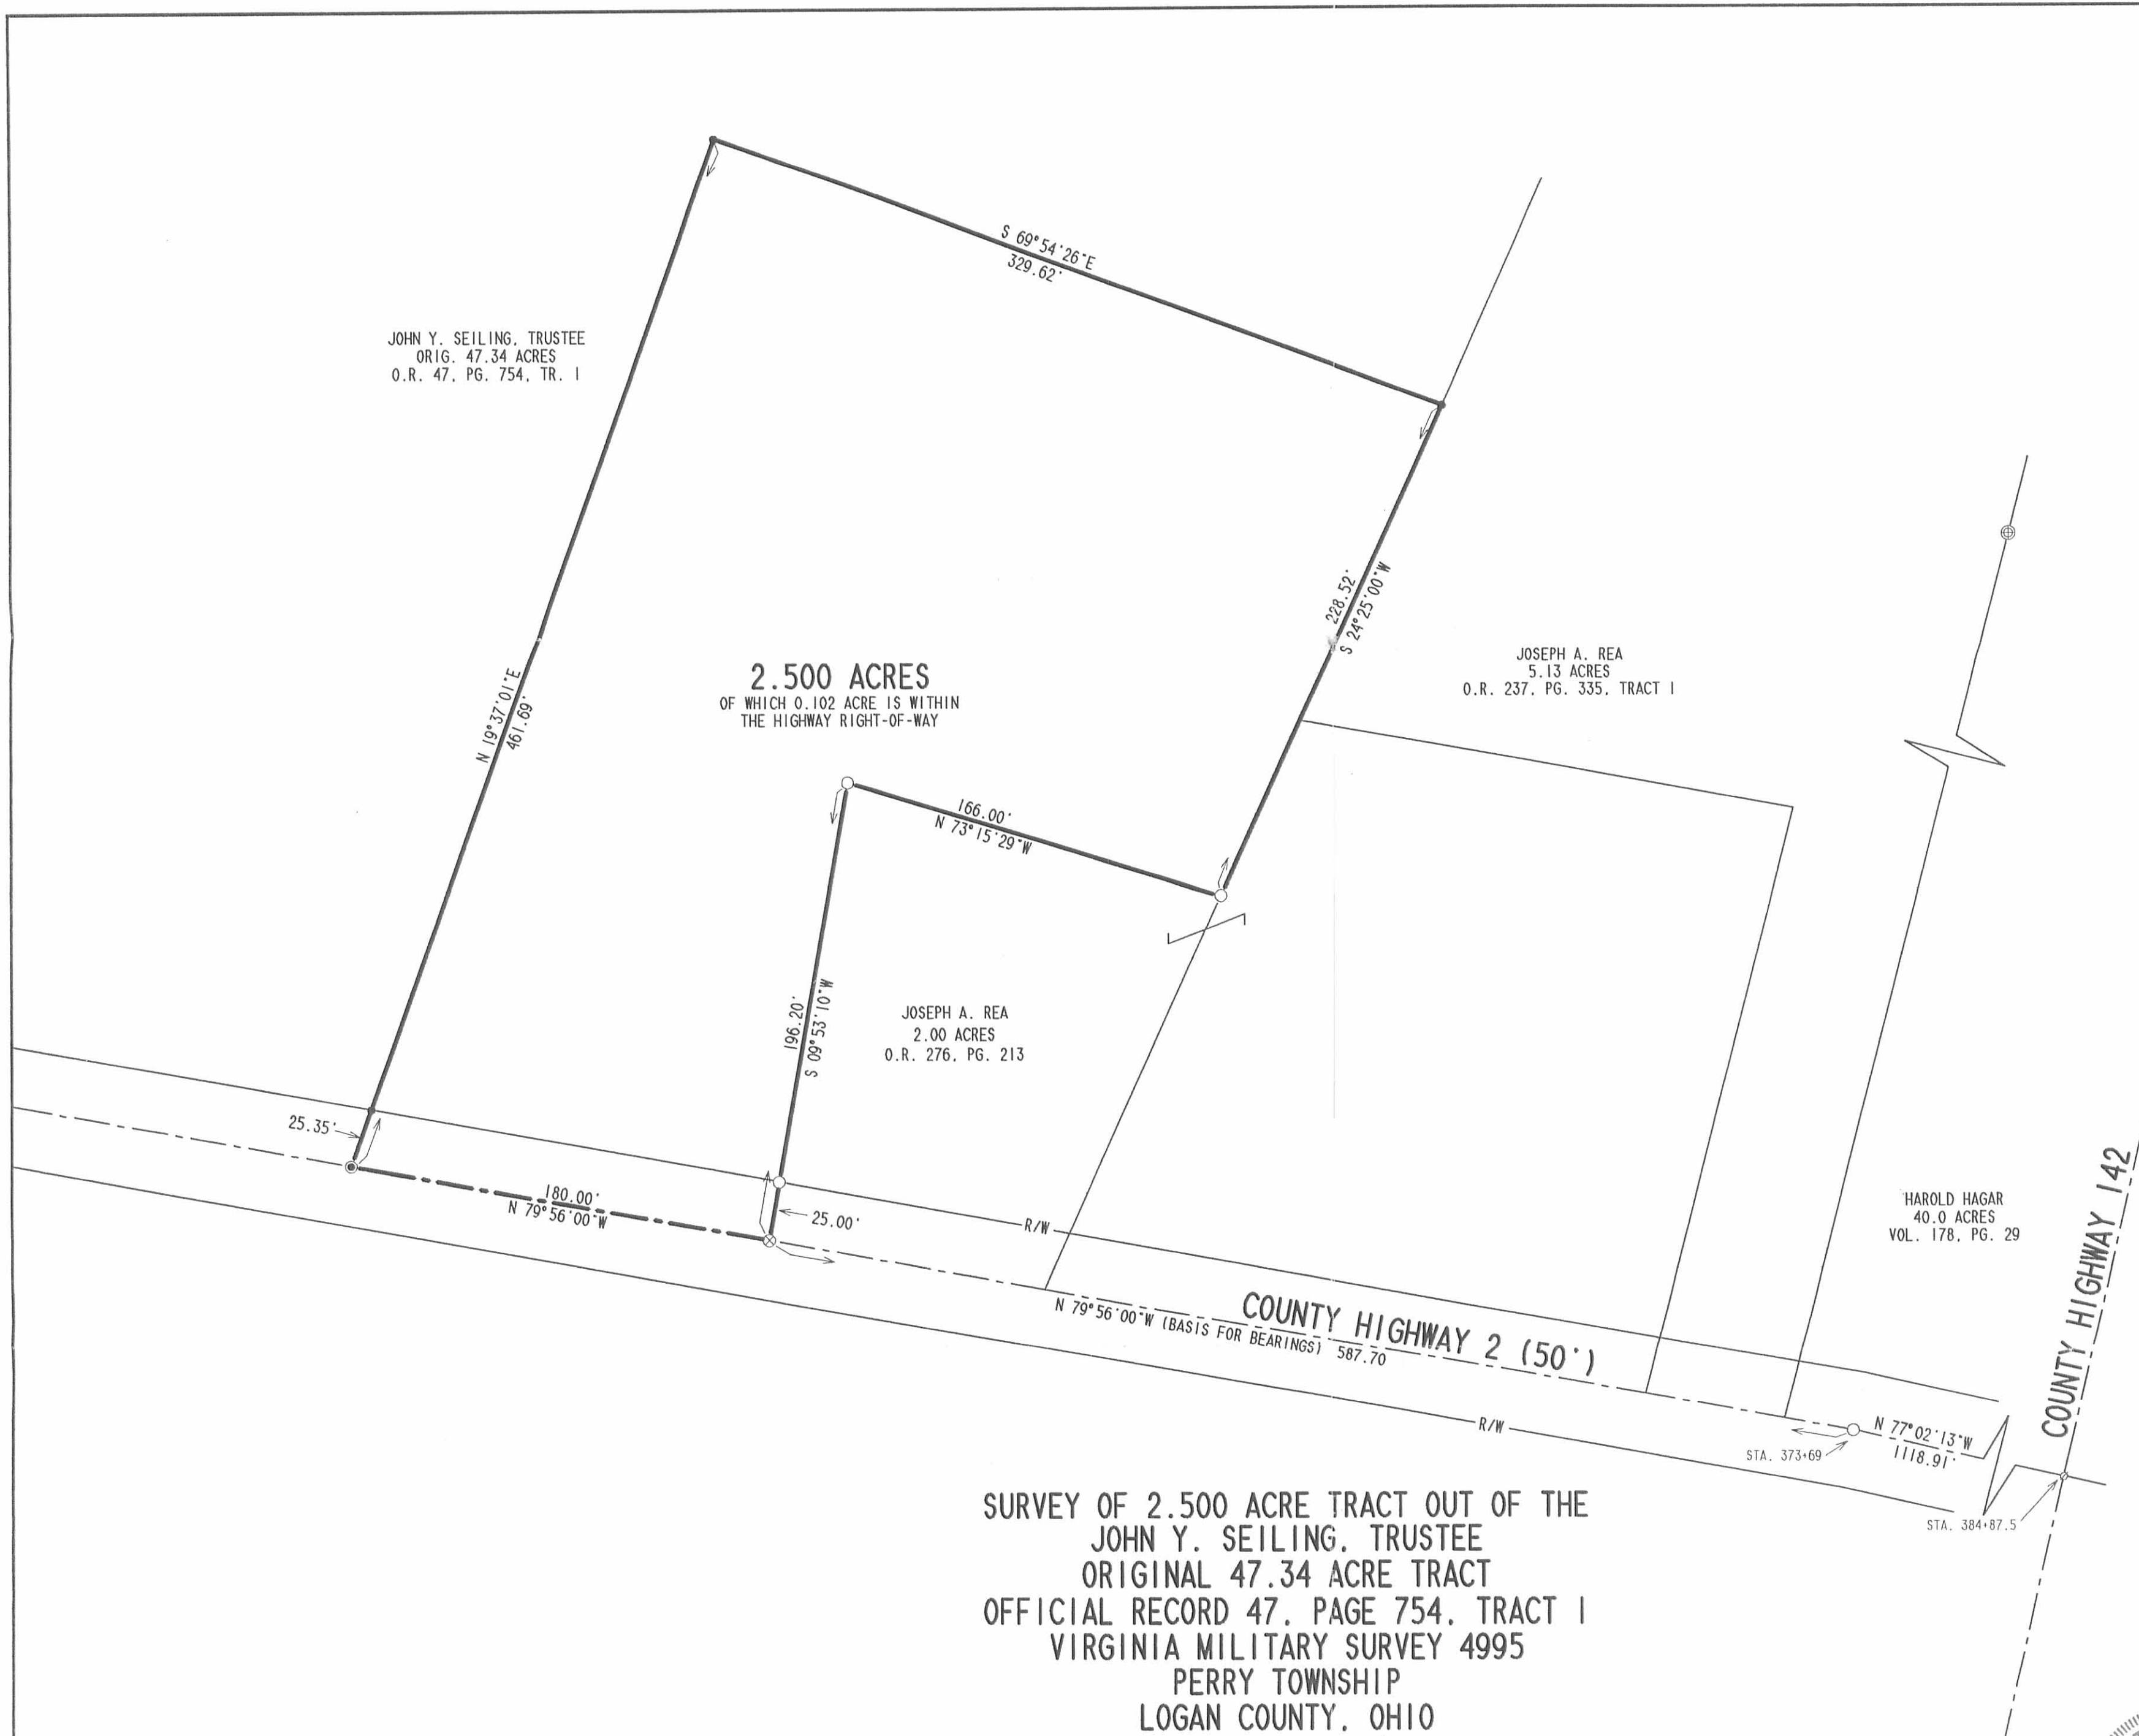 S 69°54'26"E
329.62'
JOHN Y. SEILING, TRUSTEE
ORIG. 47.34 ACRES
O.R. 47, PG. 754, TR. 1
N 19°37'01"E
461.69'
228.52'
S 24°25'00"W
2.500 ACRES
OF WHICH 0.102 ACRE IS WITHIN
THE HIGHWAY RIGHT-OF-WAY
JOSEPH A. REA
5.13 ACRES
O.R. 237, PG. 335, TRACT 1
166.00'
N 73°15'29"W
196.20'
S 09°53'10"W
JOSEPH A. REA
2.00 ACRES
O.R. 276, PG. 213
25.35'
180.00'
N 79°56'00"W
25.00'
R/W
HAROLD HAGAR
40.0 ACRES
VOL. 178, PG. 29
COUNTY HIGHWAY 142
COUNTY HIGHWAY 2 (50')
N 79°56'00"W (BASIS FOR BEARINGS) 587.70
R/W
N 77°02'13"W
1118.91'
STA. 373+69
STA. 384+87.5
SURVEY OF 2.500 ACRE TRACT OUT OF THE
JOHN Y. SEILING, TRUSTEE
ORIGINAL 47.34 ACRE TRACT
OFFICIAL RECORD 47, PAGE 754, TRACT 1
VIRGINIA MILITARY SURVEY 4995
PERRY TOWNSHIP
LOGAN COUNTY, OHIO